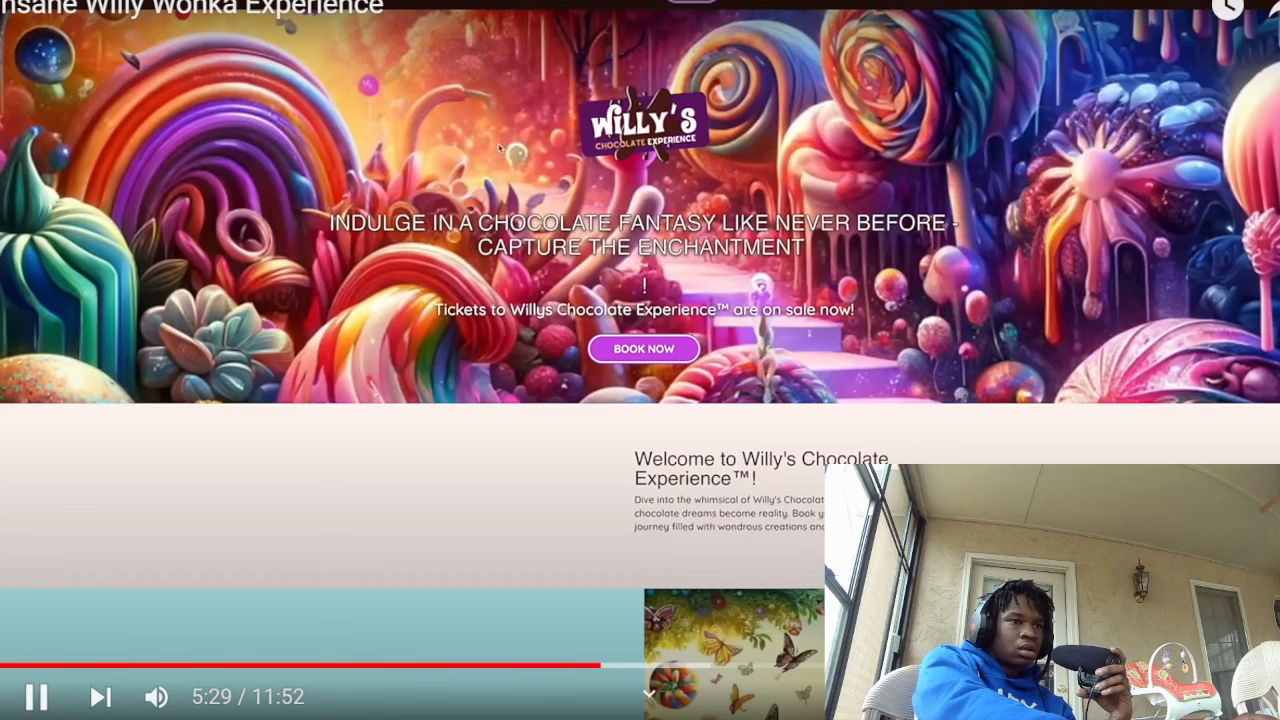 nsane Willy Wonka Experience
WiLLY'S
CHOCOLATE EXPERIENCE
INDULGE IN A CHOCOLATE FANTASY LIKE NEVER BEFORE -
CAPTURE THE ENCHANTMENT
!
Tickets to Willys Chocolate Experience™ are on sale now!
BOOK NOW
Welcome to Willy's Chocolate
Experience™!
Dive into the whimsical of Willy's Chocolat
chocolate dreams become reality. Book y
journey filled with wondrous creations and
5:29 / 11:52